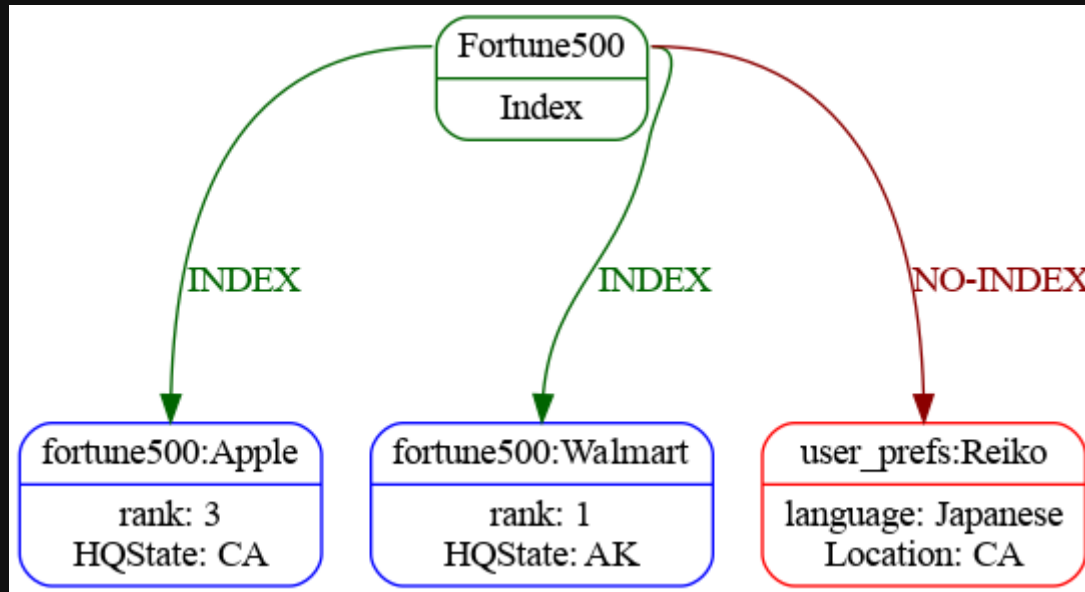 Fortune500
Index
INDEX
INDEX
NO-INDEX
fortune500:Apple
rank: 3
HQState: CA
fortune500:Walmart
rank: 1
HQState: AK
user_prefs:Reiko
language: Japanese
Location: CA